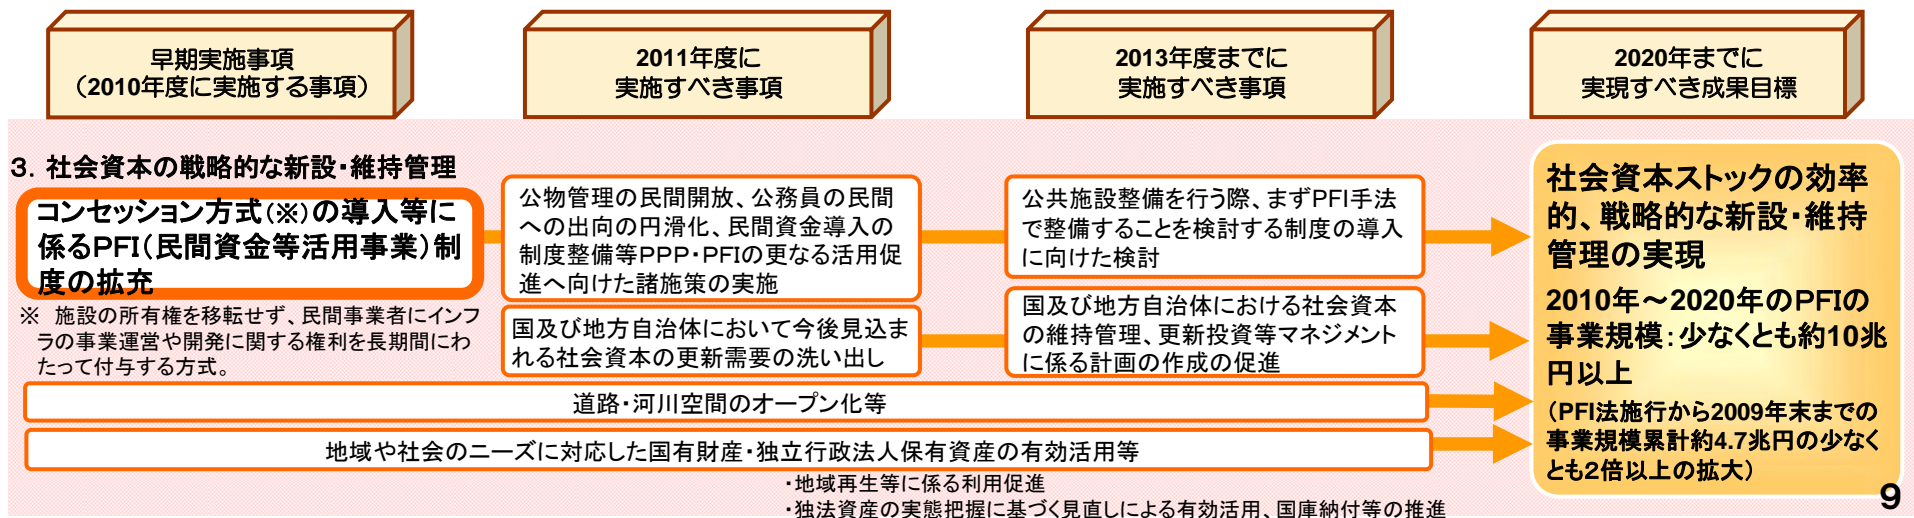 早期実施事項
（2010年度に実施する事項）
2011年度に
実施すべき事項
2013年度までに
実施すべき事項
2020年までに
実現すべき成果目標
３．社会資本の戦略的な新設・維持管理
コンセッション方式（※）の導入等に
係るPFI（民間資金等活用事業）制
度の拡充
※　施設の所有権を移転せず、民間事業者にインフ
ラの事業運営や開発に関する権利を長期間にわ
たって付与する方式。
公物管理の民間開放、公務員の民間
への出向の円滑化、民間資金導入の
制度整備等PPP・PFIの更なる活用促
進へ向けた諸施策の実施
国及び地方自治体において今後見込ま
れる社会資本の更新需要の洗い出し
公共施設整備を行う際、まずPFI手法
で整備することを検討する制度の導入
に向けた検討
国及び地方自治体における社会資本
の維持管理、更新投資等マネジメント
に係る計画の作成の促進
道路・河川空間のオープン化等
地域や社会のニーズに対応した国有財産・独立行政法人保有資産の有効活用等
・地域再生等に係る利用促進
・独法資産の実態把握に基づく見直しによる有効活用、国庫納付等の推進
社会資本ストックの効率
的、戦略的な新設・維持
管理の実現
2010年～2020年のPFIの
事業規模：少なくとも約10兆
円以上
（PFI法施行から2009年末までの
事業規模累計約4.7兆円の少なく
とも2倍以上の拡大）
9